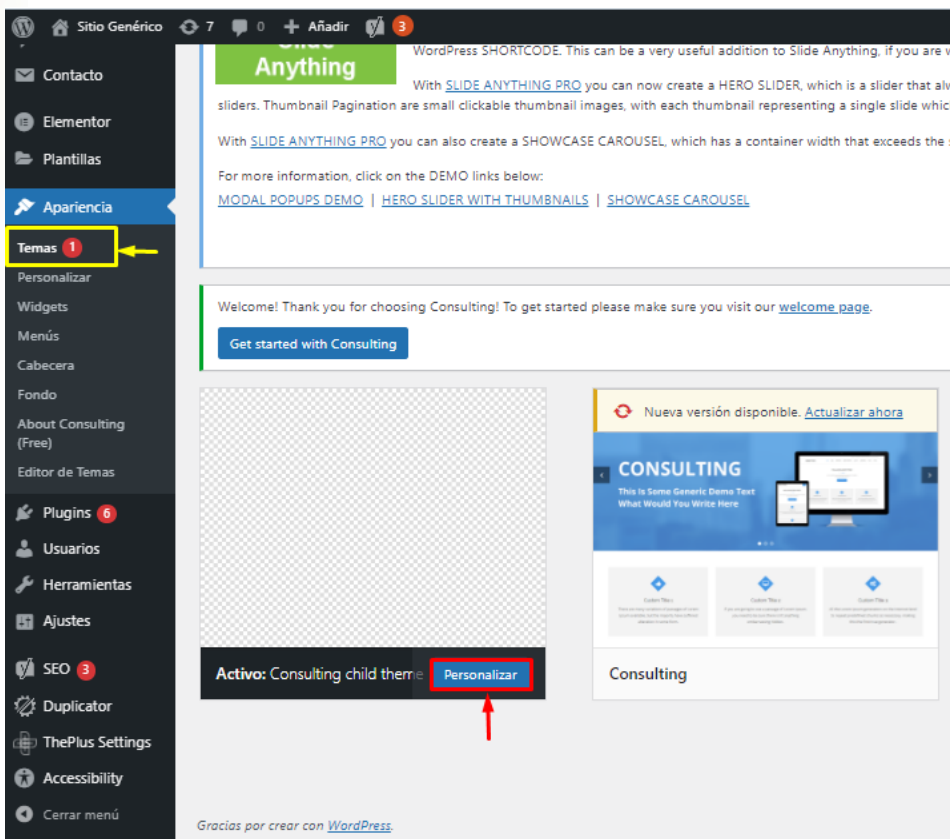 Sitio Genérico 7 0 + Añadir 3
Contacto
Elementor
Plantillas
Apariencia
Temas 1
Personalizar
Widgets
Menús
Cabecera
Fondo
About Consulting
(Free)
Editor de Temas
Plugins 6
Usuarios
Herramientas
Ajustes
SEO 3
Duplicator
ThePlus Settings
Accessibility
Cerrar menú
Slide
Anything
WordPress SHORTCODE. This can be a very useful addition to Slide Anything, if you are
With SLIDE ANYTHING PRO you can now create a HERO SLIDER, which is a slider that
sliders. Thumbnail Pagination are small clickable thumbnail images, with each thumbnail representing a single slide
With SLIDE ANYTHING PRO you can also create a SHOWCASE CAROUSEL, which has a container width that exceeds the
For more information, click on the DEMO links below:
MODAL POPUPS DEMO | HERO SLIDER WITH THUMBNAILS | SHOWCASE CAROUSEL
Welcome! Thank you for choosing Consulting! To get started please make sure you visit our welcome page.
Get started with Consulting
Activo: Consulting child theme Personalizar
Nueva versión disponible. Actualizar ahora
CONSULTING
This Is Some Generic Demo Text
What Would You Write Here
Consulting
Gracias por crear con WordPress.